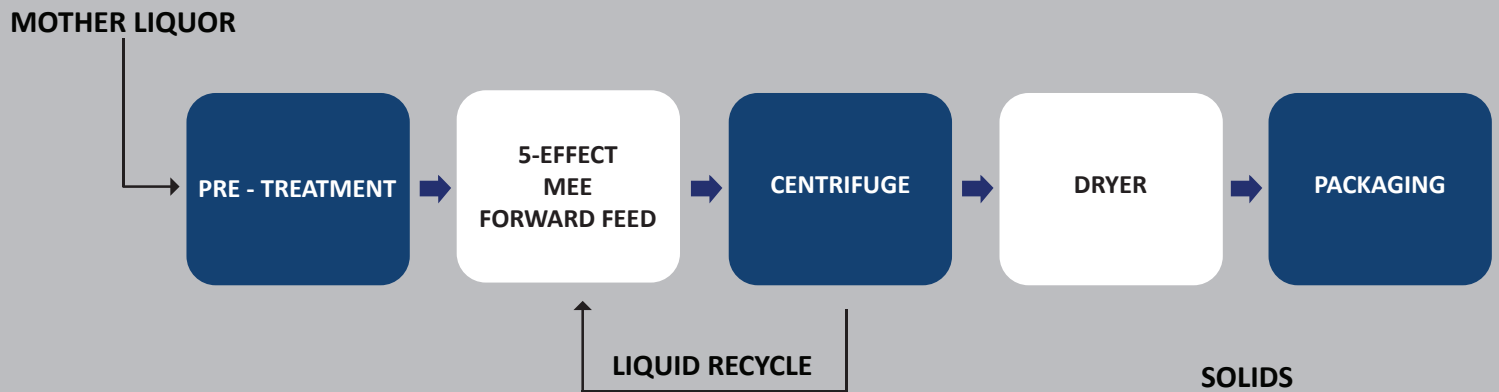 MOTHER LIQUOR
PRE - TREATMENT
5-EFFECT
MEE
FORWARD FEED
CENTRIFUGE
DRYER
PACKAGING
LIQUID RECYCLE
SOLIDS